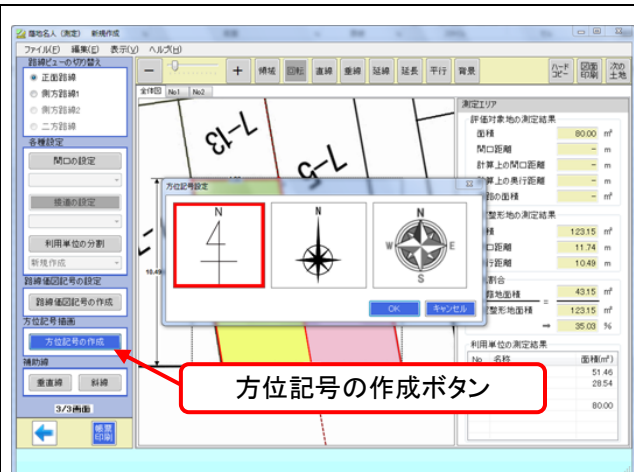 蔭地名人(測定) 新規作成
ファイル(F) 編集(E) 表示(V) ヘルプ(H)
路線ビューの切り替え
正面路線
側方路線1
側方路線2
二方路線
各種設定
間口の設定
後道の設定
利用単位の分割
新規作成
路線価図記号の設定
路線価図記号の作成
方位記号描画
方位記号の作成
補助線
垂直線 斜線
3/3画面
帳票
印刷
− + 傾城 回転 直線 垂線 延線 延長 平行 背景
ハード
コピー
図面
印刷
次の
土地
全体図 No1 No2
G-L
G-L
7
10.49
方位記号設定
N
N
N
W E
S
OK キャンセル
測定エリア
評価対象地の測定結果
面積 80.00 ㎡
間口距離 − m
計算上の間口距離 − m
計算上の奥行距離 − m
路の面積 − ㎡
整形地の測定結果
積 123.15 ㎡
口距離 11.74 m
行距離 10.49 m
割合
蔭地面積 43.15 ㎡
=
整形地面積 123.15 ㎡
⇒ 35.03 %
利用単位の測定結果
No 名称 面積(㎡)
51.46
28.54
80.00
方位記号の作成ボタン